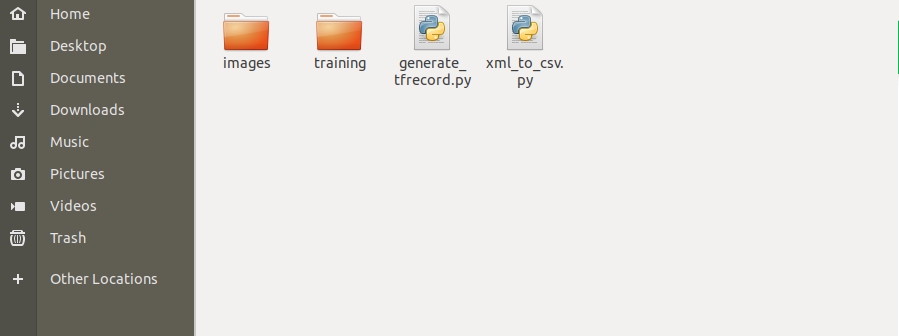 Home
Desktop
Documents
Downloads
Music
Pictures
Videos
Trash
Other Locations
images
training
generate_
tfrecord.py
xml_to_csv.
py